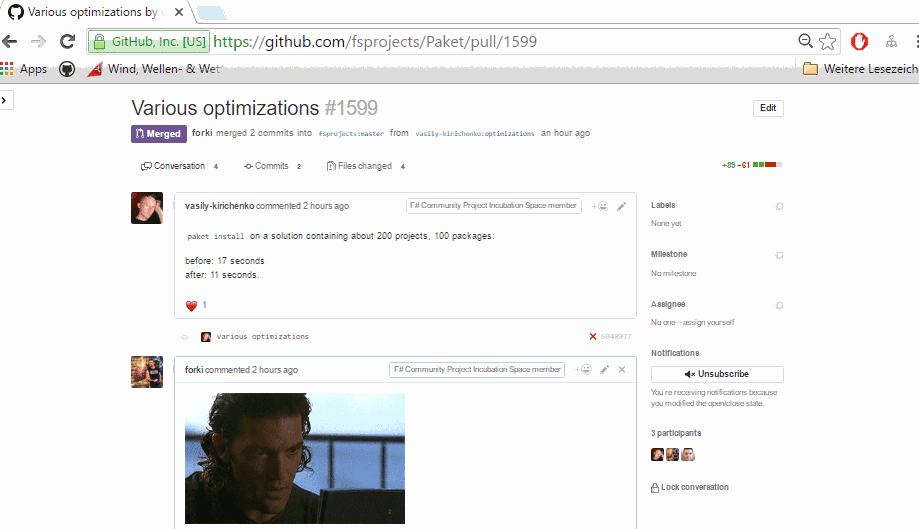 Various optimizations by
GitHub, Inc. [US] https://github.com/fsprojects/Paket/pull/1599
Apps Wind, Wellen- & Wet Weitere Lesezeich
Various optimizations #1599 Edit
Merged forki merged 2 commits into fsprojects:master from vasily-kirichenko:optimizations an hour ago
Conversation 4 Commits 2 Files changed 4 +89 −61
vasily-kirichenko commented 2 hours ago F# Community Project Incubation Space member
paket install on a solution containing about 200 projects, 100 packages:
before: 17 seconds
after: 11 seconds.
1
various optimizations 6048977
forki commented 2 hours ago F# Community Project Incubation Space member
Labels
None yet
Milestone
No milestone
Assignee
No one—assign yourself
Notifications
Unsubscribe
You're receiving notifications because
you modified the open/close state.
3 participants
Lock conversation